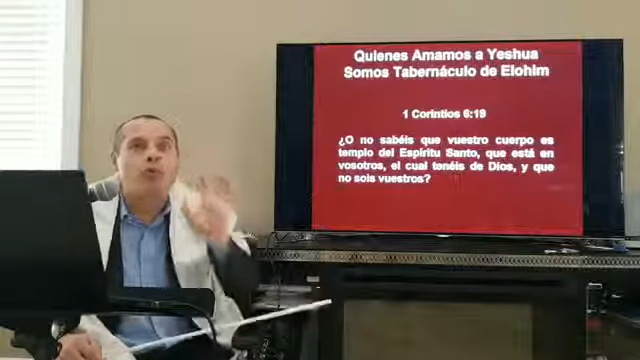 Quienes Amamos a Yeshua
Somos Tabernáculo de Elohim
1 Corintios 6:19
¿O no sabéis que vuestro cuerpo es
templo del Espíritu Santo, que está en
vosotros, el cual tenéis de Dios, y que
no sois vuestros?